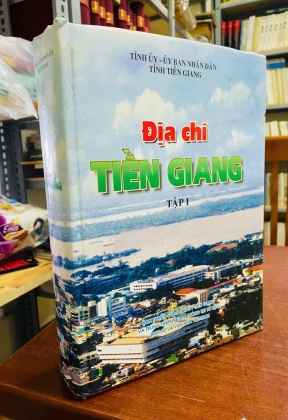 TỈNH ỦY - ỦY BAN NHÂN DÂN
TỈNH TIỀN GIANG
Địa chí
TIỀN GIANG
TẬP I